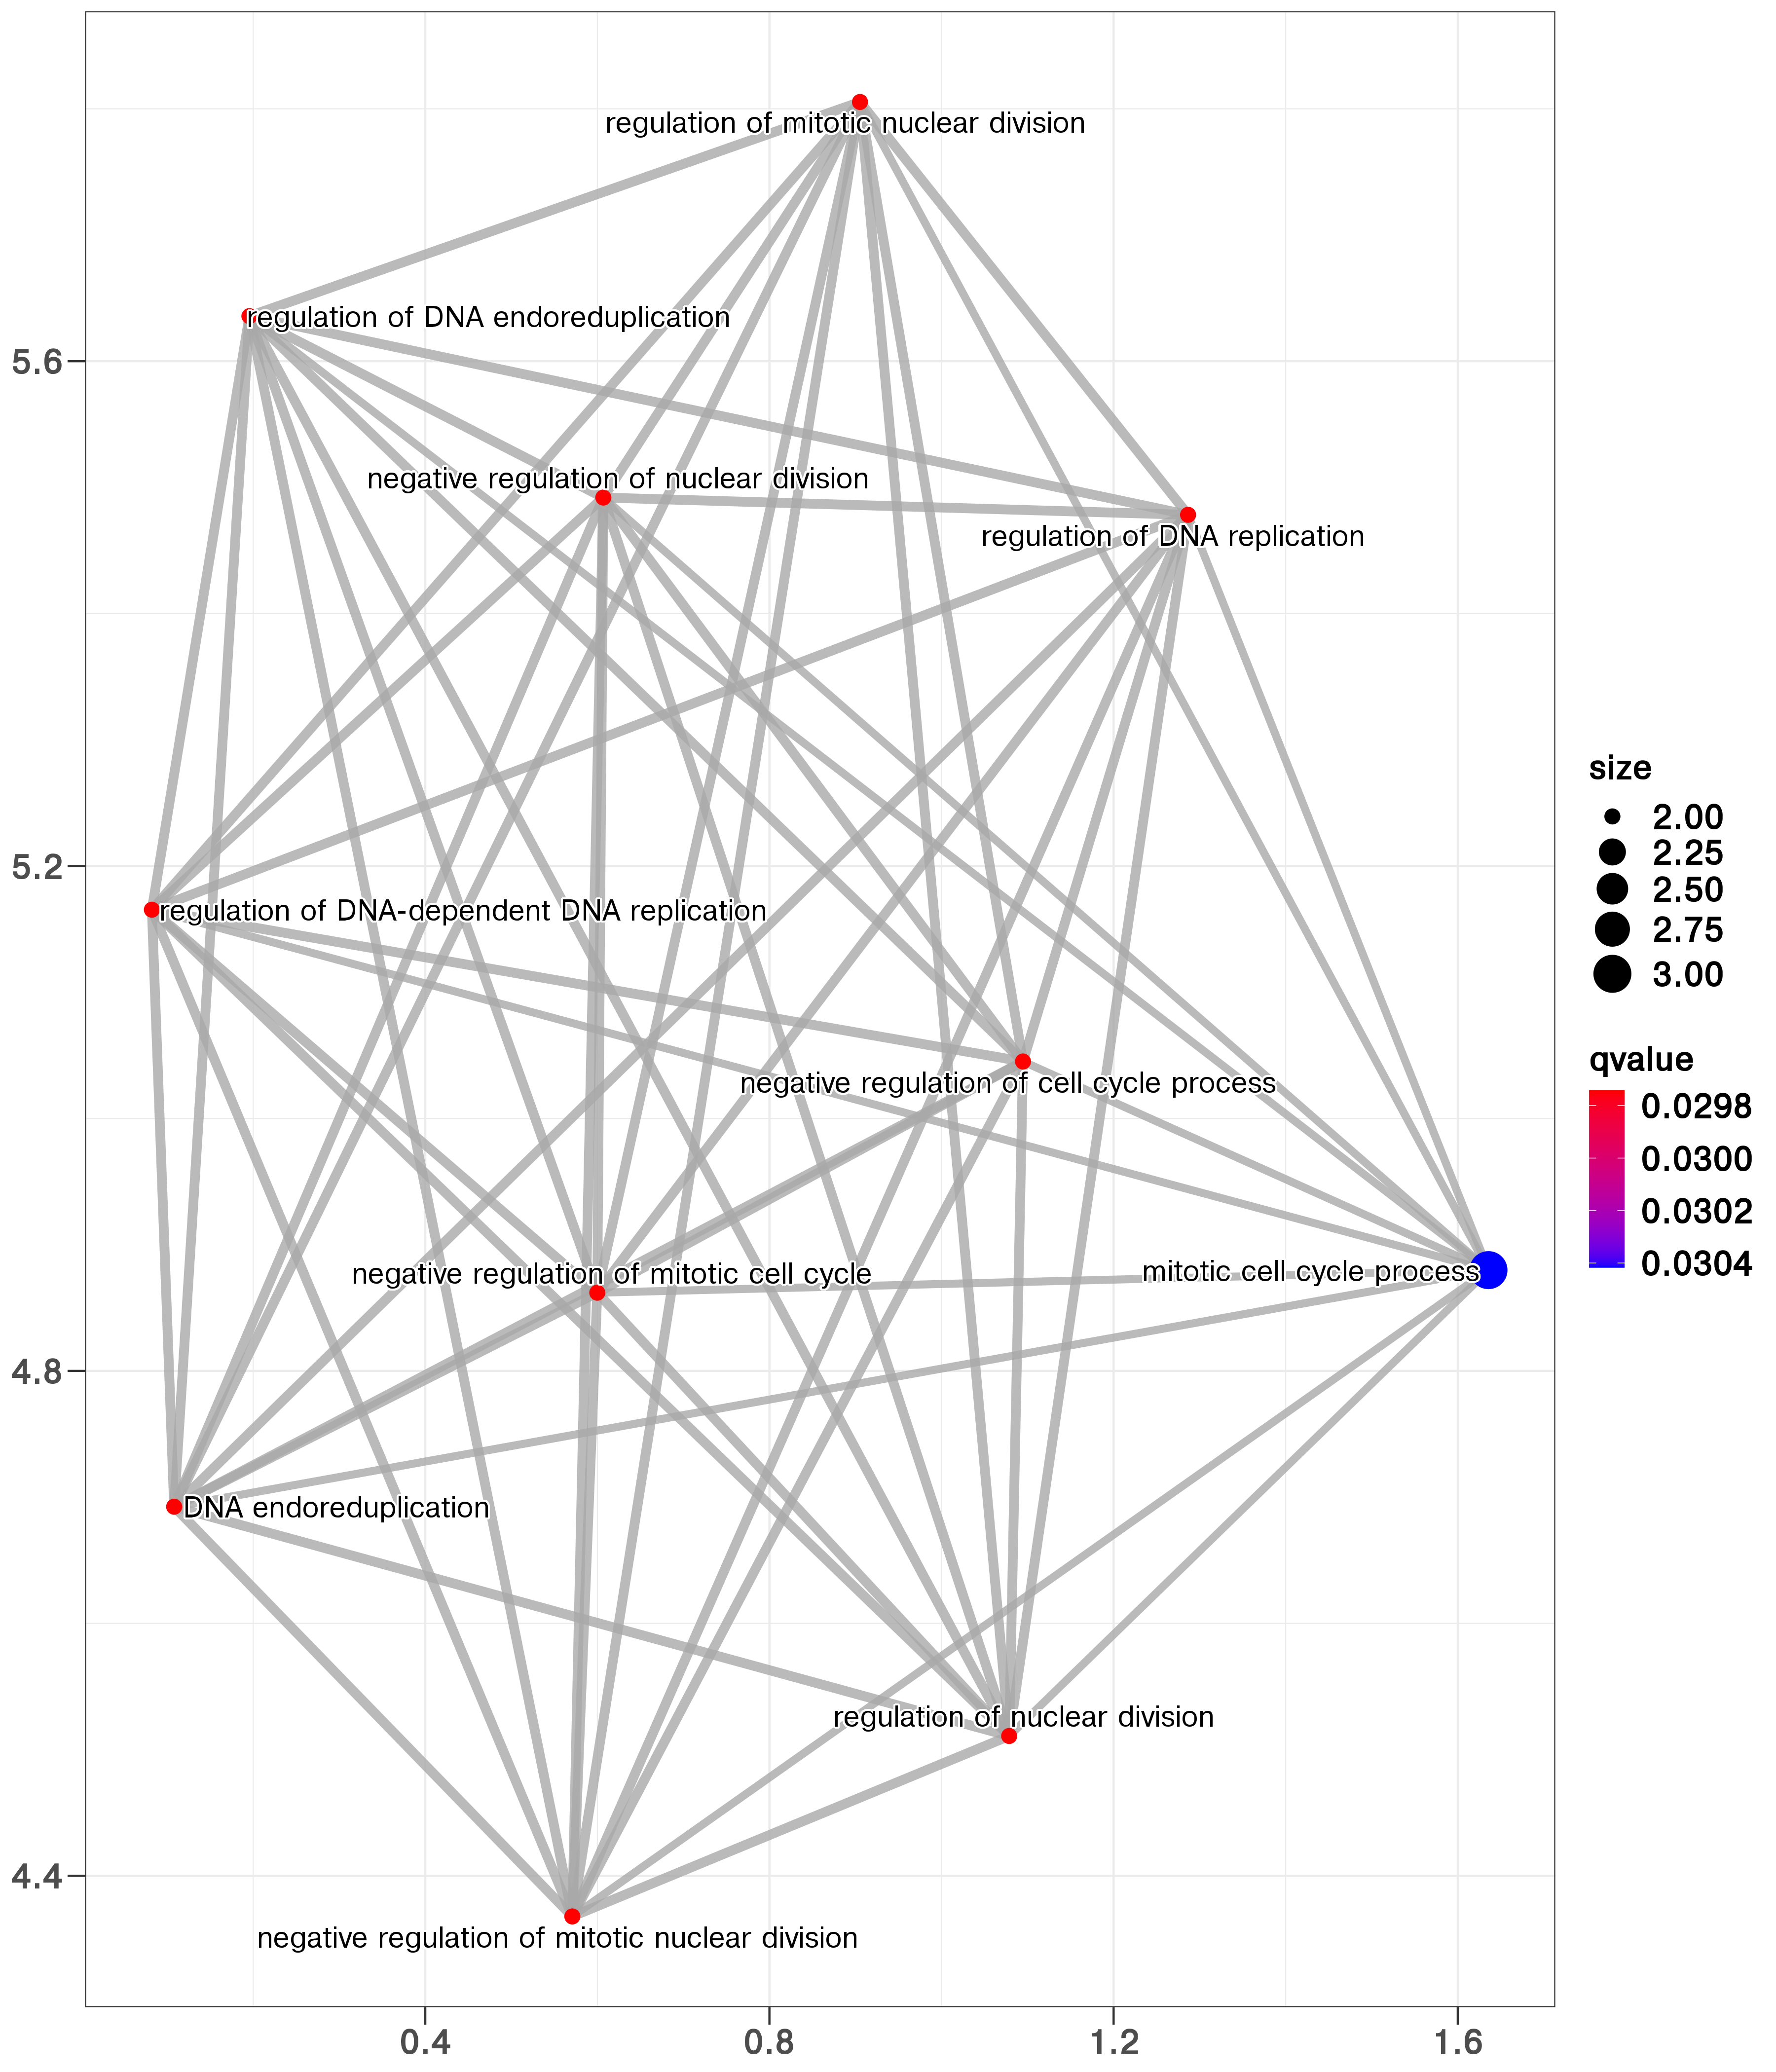 regulation of mitotic nuclear division
regulation of DNA endoreduplication
5.6
negative regulation of nuclear division
regulation of DNA replication
size
2.00
2.25
2.50
2.75
3.00
5.2
regulation of DNA-dependent DNA replication
qvalue
0.0298
0.0300
0.0302
0.0304
negative regulation of cell cycle process
negative regulation of mitotic cell cycle
mitotic cell cycle process
4.8
DNA endoreduplication
regulation of nuclear division
4.4
negative regulation of mitotic nuclear division
0.4
0.8
1.2
1.6